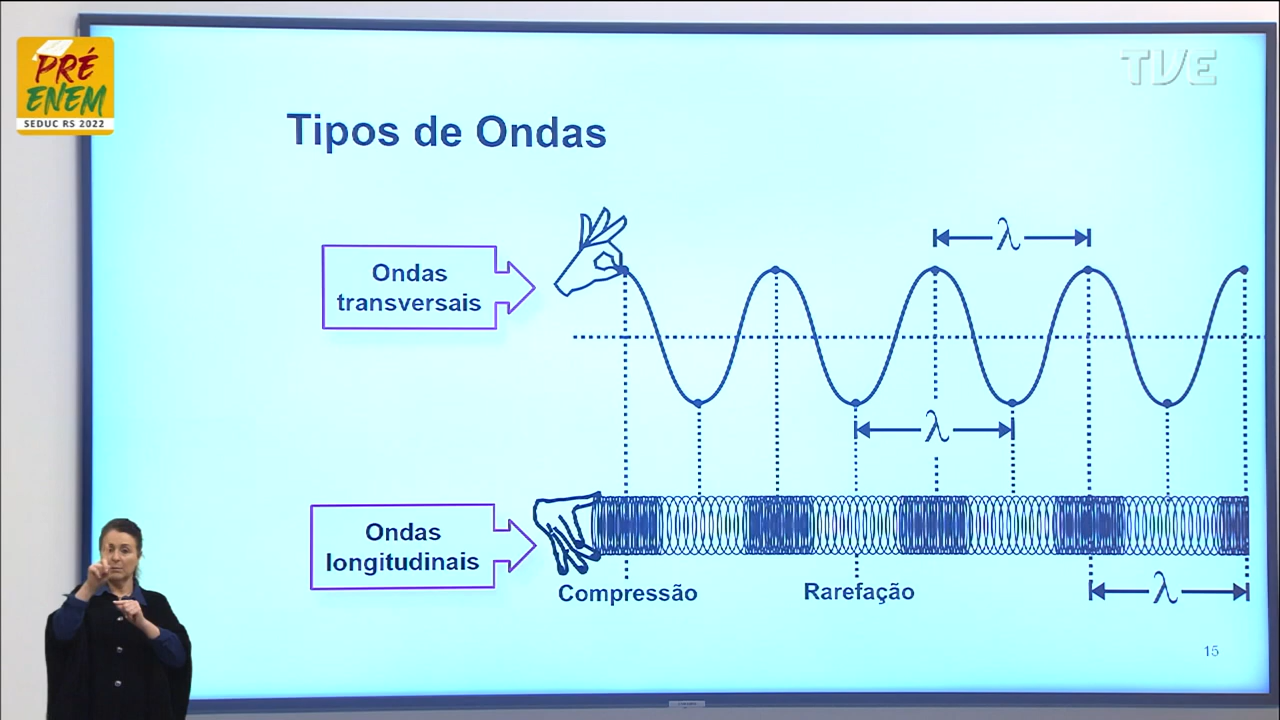 PRÉ
ENEM
SEDUC RS 2022
TVE
Tipos de Ondas
λ
Ondas
transversais
λ
Ondas
longitudinais
Compressão
Rarefação
λ
15